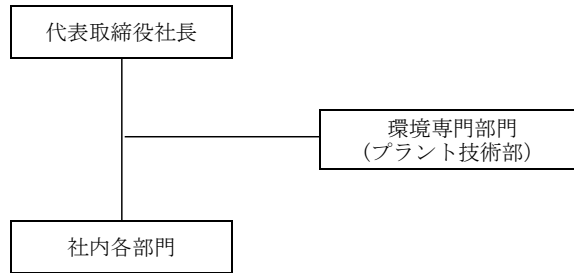 代表取締役社長
環境専門部門
(プラント技術部)
社内各部門